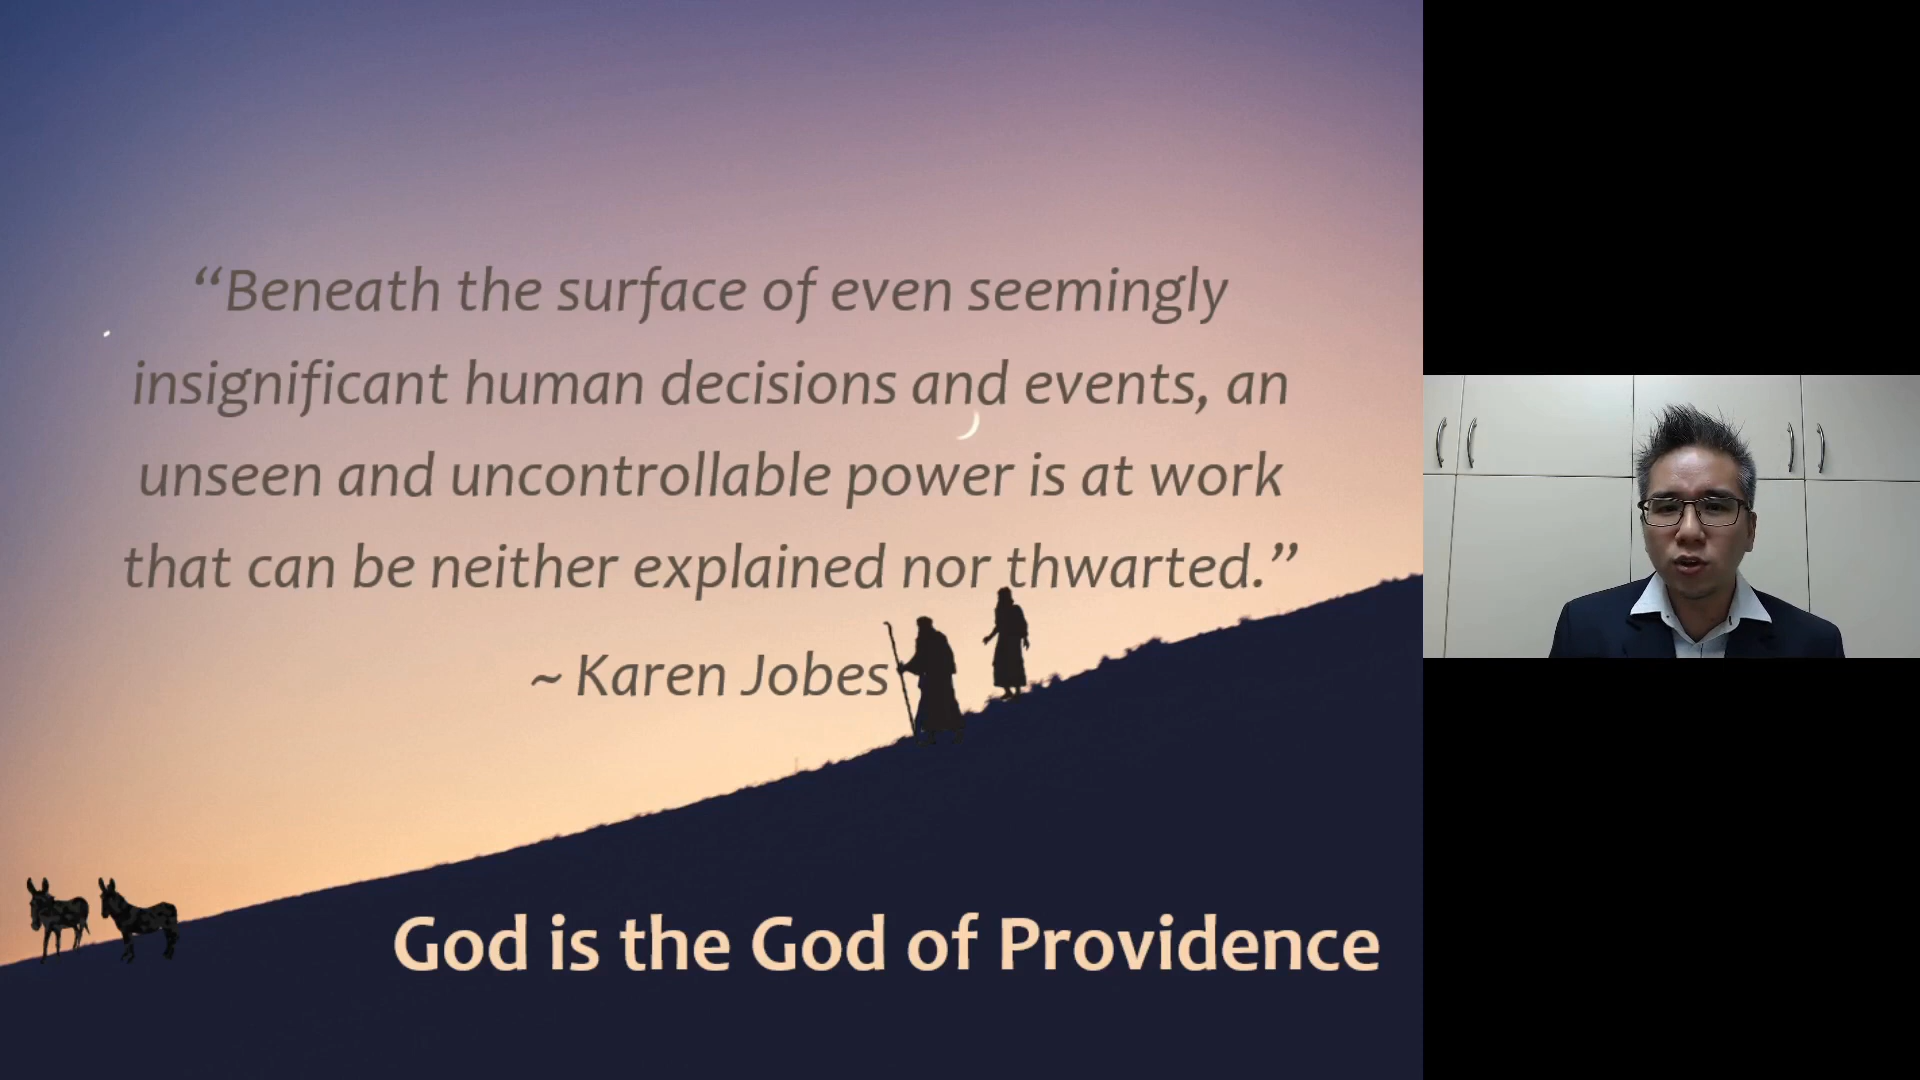 “Beneath the surface of even seemingly
insignificant human decisions and events, an
unseen and uncontrollable power is at work
that can be neither explained nor thwarted.”
~ Karen Jobes
God is the God of Providence